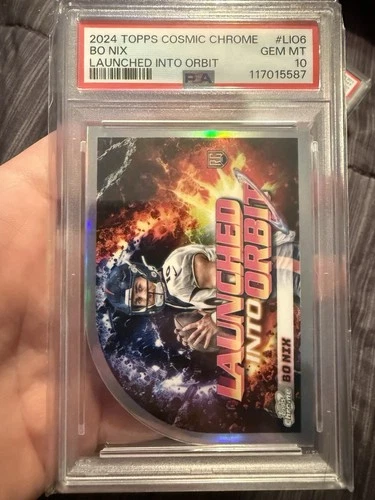 2024 TOPPS COSMIC CHROME #LIO6
BO NIX GEM MT
LAUNCHED INTO ORBIT 10
PSA 117015587
LAUNCHED
INTO
ORBIT
BO NIX